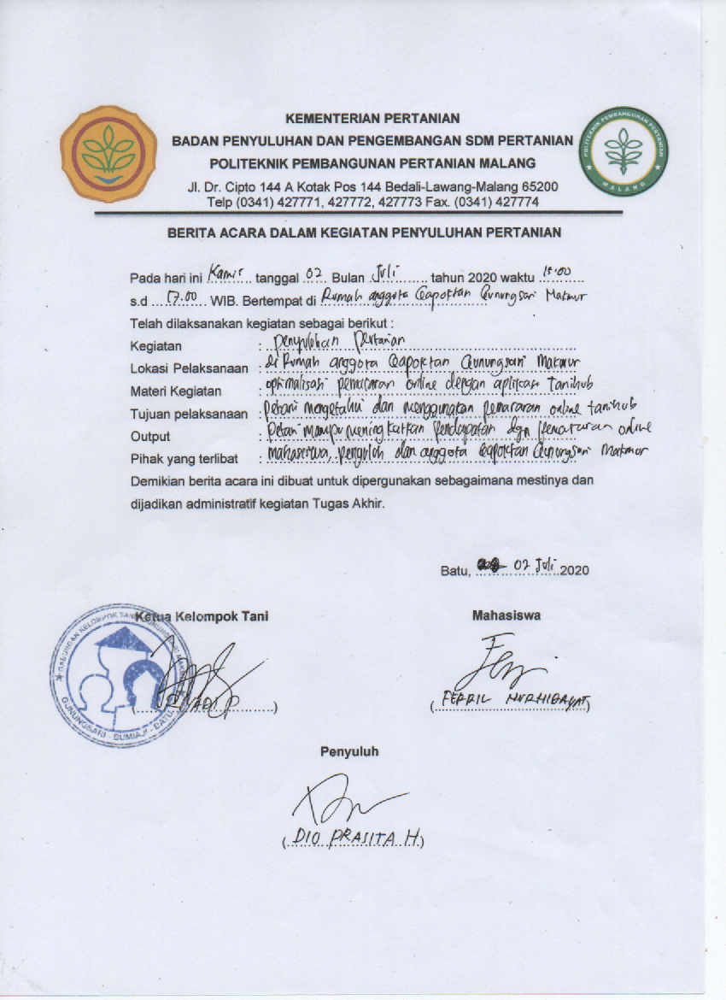 KEMENTERIAN PERTANIAN
BADAN PENYULUHAN DAN PENGEMBANGAN SDM PERTANIAN
POLITEKNIK PEMBANGUNAN PERTANIAN MALANG
Jl. Dr. Cipto 144 A Kotak Pos 144 Bedali-Lawang-Malang 65200
Telp (0341) 427771, 427772, 427773 Fax. (0341) 427774
POLITEKNIK PEMBANGUNAN PERTANIAN
MALANG
BERITA ACARA DALAM KEGIATAN PENYULUHAN PERTANIAN
Pada hari ini Kamis tanggal 02 Bulan Juli tahun 2020 waktu
s.d 17.00 WIB. Bertempat di Rumah anggota Gapoktan Gunungsari Makmur
Telah dilaksanakan kegiatan sebagai berikut :
Kegiatan : penyuluhan pertanian
Lokasi Pelaksanaan : di Rumah anggota Gapoktan Gunungsari Makmur
Materi Kegiatan : optimalisasi pemasaran online dengan aplikasi Tanihub
Tujuan pelaksanaan : Petani mengetahui dan menggunakan pemasaran online tanihub
Output : Petani mampu meningkatkan pendapatan dgn pemasaran online
Pihak yang terlibat : mahasiswa, penyuluh dan anggota Gapoktan Gunungsari Makmur
Demikian berita acara ini dibuat untuk dipergunakan sebagaimana mestinya dan
dijadikan administratif kegiatan Tugas Akhir.
Batu, 02 Juli 2020
Ketua Kelompok Tani
Mahasiswa
GABUNGAN KELOMPOK TANI GUNUNGSARI MAKMUR
GUNUNGSARI - BUMIAJI - BATU
(FEBRIL NURHIDAYAT)
Penyuluh
(DIO PRASITA H.)